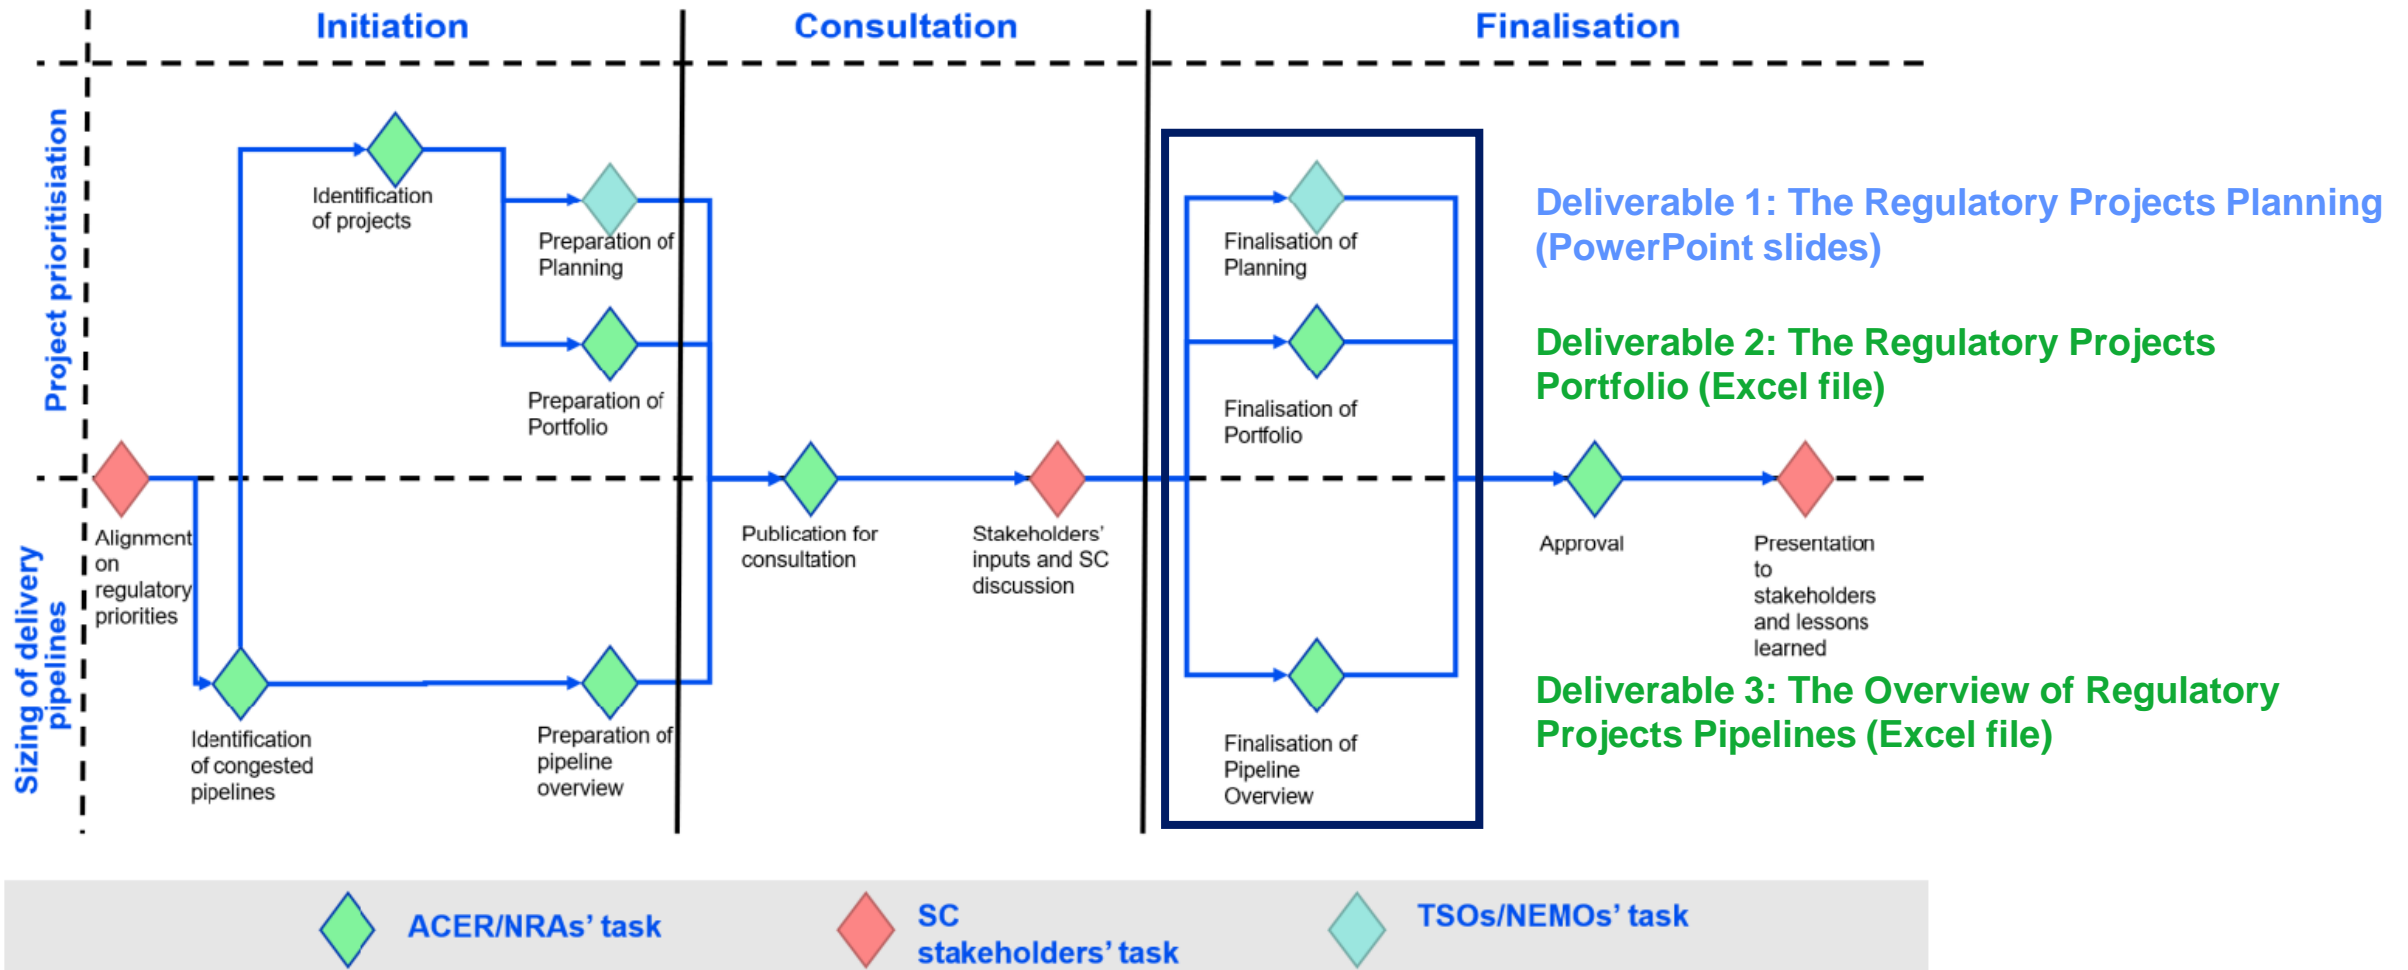 Initiation
Consultation
Finalisation
Project prioritisiation
Sizing of delivery
pipelines
Identification
of projects
Preparation of
Planning
Preparation of
Portfolio
Alignment
on
regulatory
priorities
Identification
of congested
pipelines
Preparation of
pipeline
overview
Publication for
consultation
Stakeholders’
inputs and SC
discussion
Finalisation of
Planning
Finalisation of
Portfolio
Finalisation of
Pipeline
Overview
Deliverable 1: The Regulatory Projects Planning
(PowerPoint slides)
Deliverable 2: The Regulatory Projects
Portfolio (Excel file)
Approval
Presentation
to
stakeholders
and lessons
learned
Deliverable 3: The Overview of Regulatory
Projects Pipelines (Excel file)
ACER/NRAs’ task
SC
stakeholders’ task
TSOs/NEMOs’ task